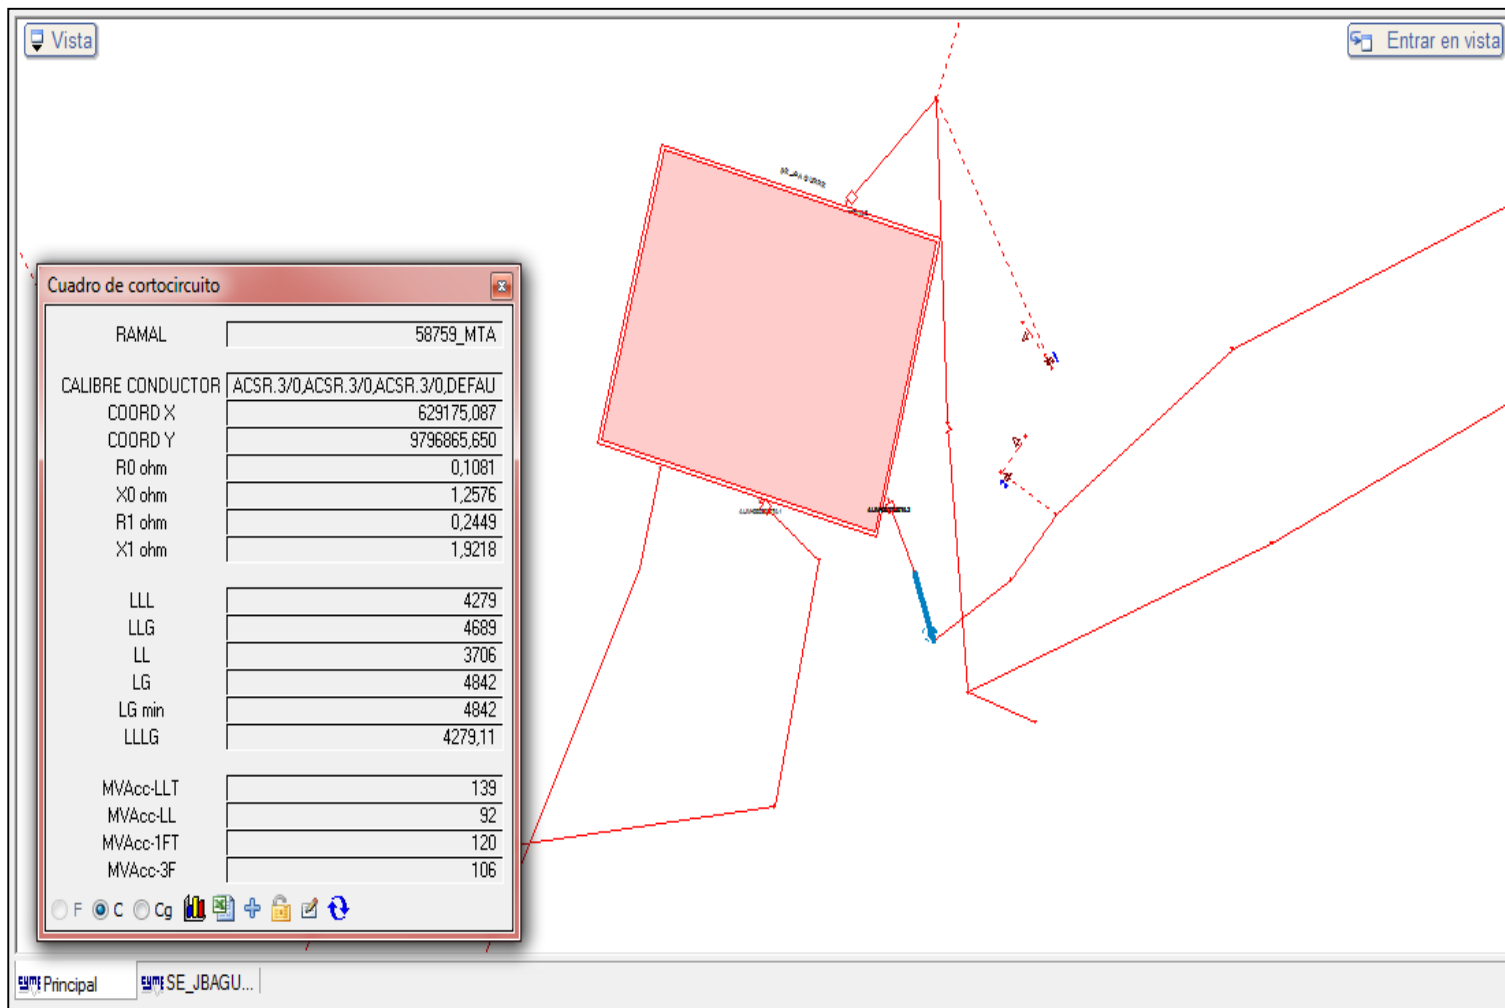 Vista
Entrar en vista
Cuadro de cortocircuito
RAMAL 58759_MTA
CALIBRE CONDUCTOR ACSR.3/0,ACSR.3/0,ACSR.3/0,DEFAU
COORD X 629175,087
COORD Y 9796865,650
R0 ohm 0,1081
X0 ohm 1,2576
R1 ohm 0,2449
X1 ohm 1,9218
LLL 4279
LLG 4689
LL 3706
LG 4842
LG min 4842
LLLG 4279,11
MVAcc-LLT 139
MVAcc-LL 92
MVAcc-1FT 120
MVAcc-3F 106
F C Cg
CYME Principal CYME SE_JBAGU...